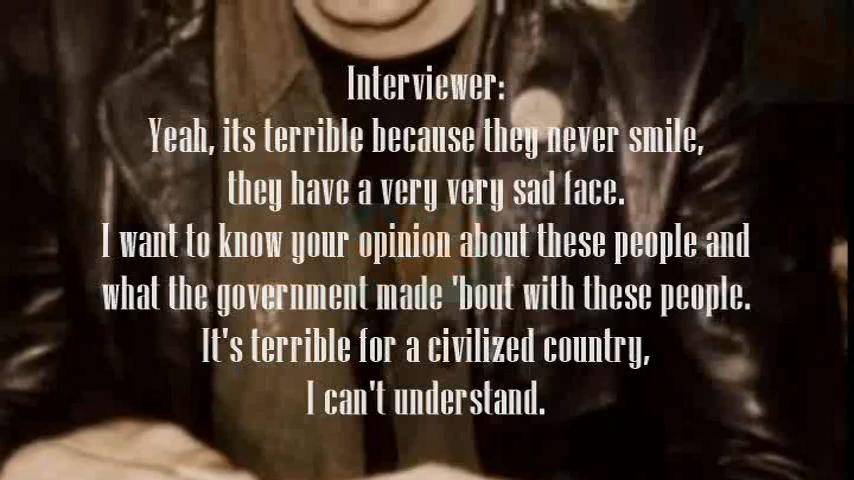 Interviewer:
Yeah, its terrible because they never smile,
they have a very very sad face.
I want to know your opinion about these people and
what the government made 'bout with these people.
It's terrible for a civilized country,
I can't understand.